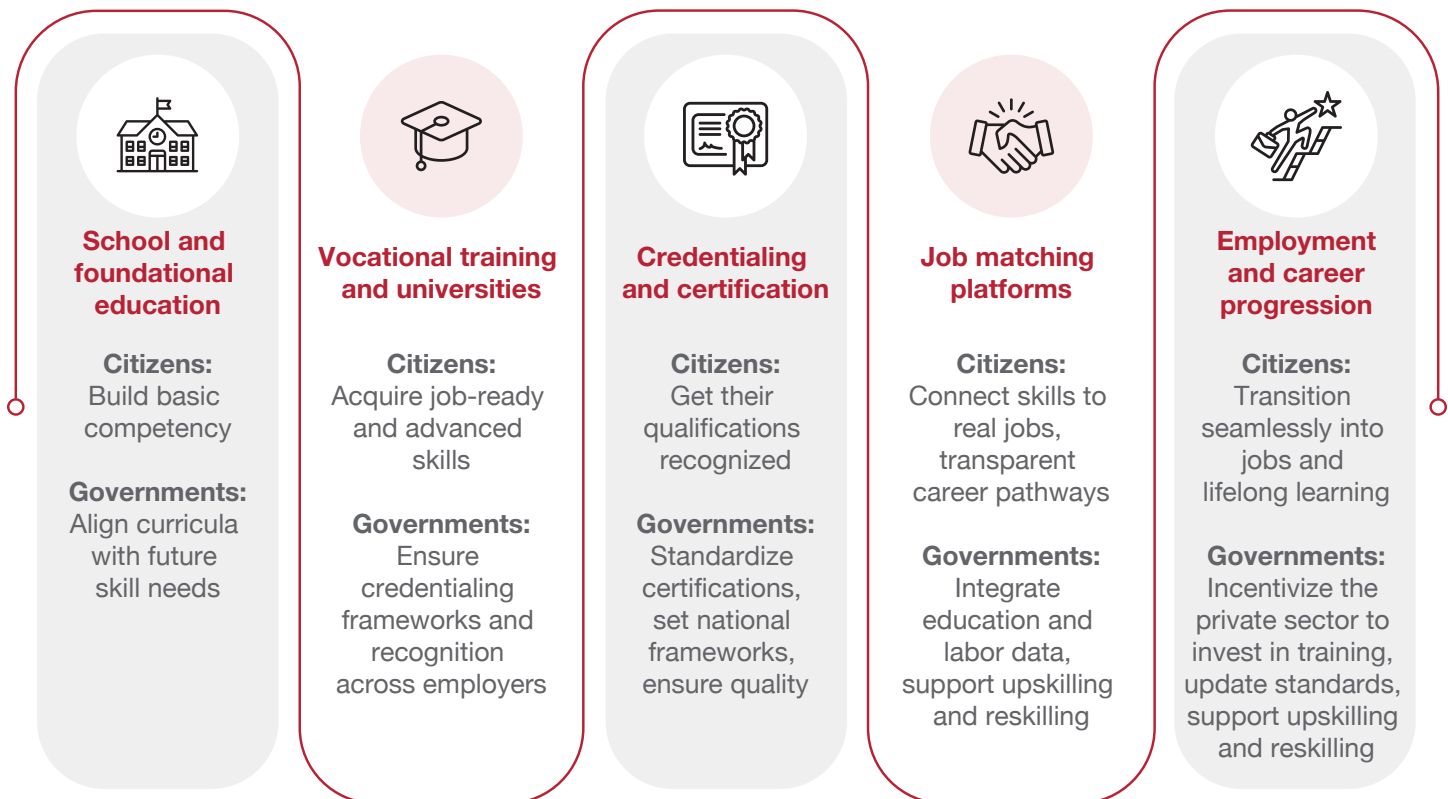 School and
foundational
education
Citizens:
Build basic
competency
Governments:
Align curricula
with future
skill needs
Vocational training
and universities
Citizens:
Acquire job-ready
and advanced
skills
Governments:
Ensure
credentialing
frameworks and
recognition
across employers
Credentialing
and certification
Citizens:
Get their
qualifications
recognized
Governments:
Standardize
certifications,
set national
frameworks,
ensure quality
Job matching
platforms
Citizens:
Connect skills to
real jobs,
transparent
career pathways
Governments:
Integrate
education and
labor data,
support upskilling
and reskilling
Employment
and career
progression
Citizens:
Transition
seamlessly into
jobs and
lifelong learning
Governments:
Incentivize the
private sector to
invest in training,
update standards,
support upskilling
and reskilling